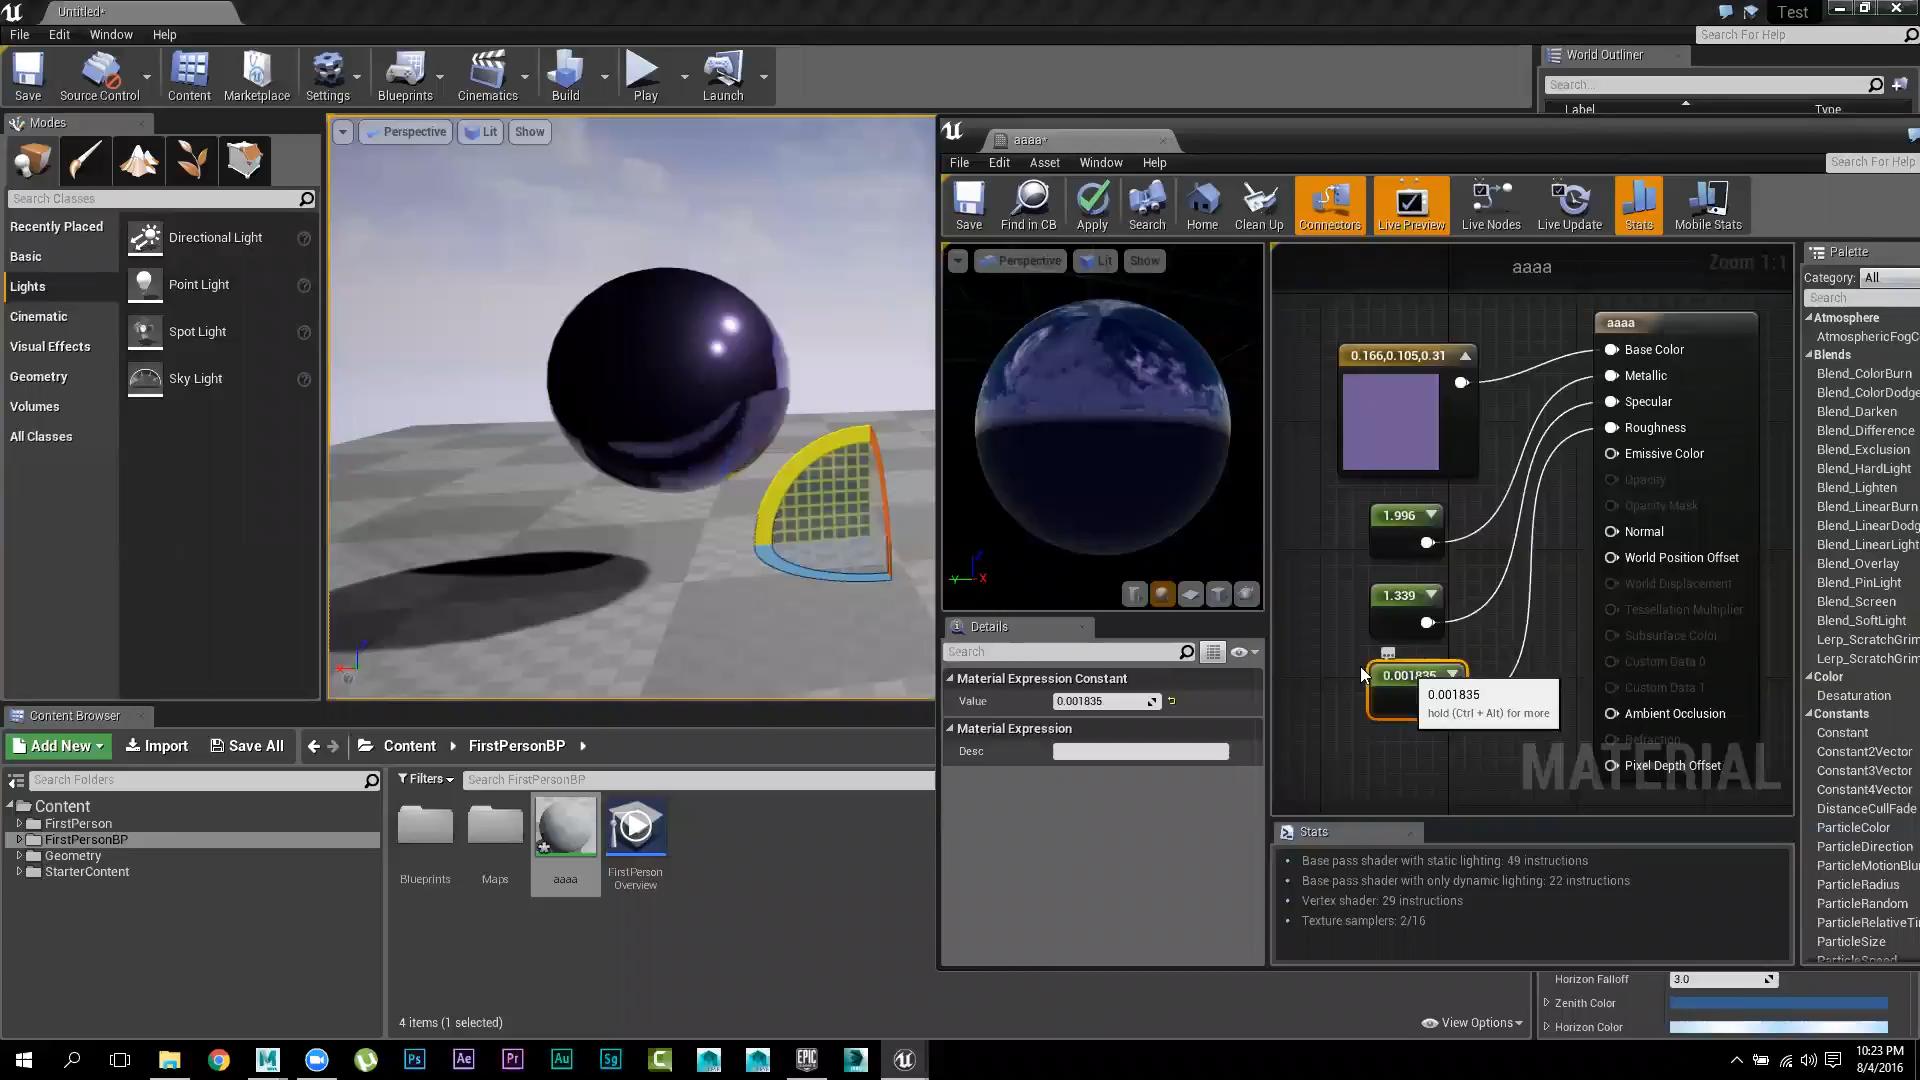 Untitled*
Test
File Edit Window Help
Search For Help
Save Source Control Content Marketplace Settings Blueprints Cinematics Build Play Launch
World Outliner
Search...
Label Type
Modes
Search Classes
Recently Placed
Basic
Lights
Cinematic
Visual Effects
Geometry
Volumes
All Classes
Directional Light
Point Light
Spot Light
Sky Light
Perspective Lit Show
aaaa*
File Edit Asset Window Help
Search For Help
Save Find in CB Apply Search Home Clean Up Connectors Live Preview Live Nodes Live Update Stats Mobile Stats
Perspective Lit Show
Details
Search
Material Expression Constant
Value 0.001835
Material Expression
Desc
aaaa
Zoom 1:1
0.166,0.105,0.31
1.996
1.339
0.001835
0.001835
hold (Ctrl + Alt) for more
aaaa
Base Color
Metallic
Specular
Roughness
Emissive Color
Opacity
Opacity Mask
Normal
World Position Offset
World Displacement
Tessellation Multiplier
Subsurface Color
Custom Data 0
Custom Data 1
Ambient Occlusion
Refraction
Pixel Depth Offset
MATERIAL
Stats
Base pass shader with static lighting: 49 instructions
Base pass shader with only dynamic lighting: 22 instructions
Vertex shader: 29 instructions
Texture samplers: 2/16
Palette
Category: All
Search
Atmosphere
AtmosphericFogC
Blends
Blend_ColorBurn
Blend_ColorDodge
Blend_Darken
Blend_Difference
Blend_Exclusion
Blend_HardLight
Blend_Lighten
Blend_LinearBurn
Blend_LinearDodg
Blend_LinearLight
Blend_Overlay
Blend_PinLight
Blend_Screen
Blend_SoftLight
Lerp_ScratchGrim
Lerp_ScratchGrim
Color
Desaturation
Constants
Constant
Constant2Vector
Constant3Vector
Constant4Vector
DistanceCullFade
ParticleColor
ParticleDirection
ParticleMotionBlur
ParticleRadius
ParticleRandom
ParticleRelativeTi
ParticleSize
ParticleSpeed
Horizon Falloff 3.0
Zenith Color
Horizon Color
Content Browser
Add New Import Save All Content FirstPersonBP
Search Folders
Filters Search FirstPersonBP
Content
FirstPerson
FirstPersonBP
Geometry
StarterContent
Blueprints
Maps
aaaa
FirstPerson
Overview
4 items (1 selected)
View Options
Ps Ae Pr Au Sg
EPIC
10:23 PM
8/4/2016